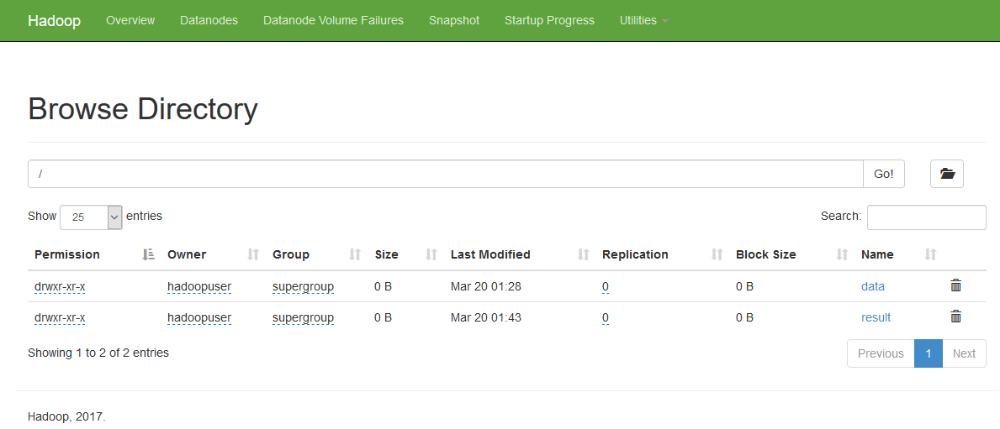 Hadoop Overview Datanodes Datanode Volume Failures Snapshot Startup Progress Utilities
Browse Directory
/ Go!
Show 25 entries Search:
Permission Owner Group Size Last Modified Replication Block Size Name
drwxr-xr-x hadoopuser supergroup 0 B Mar 20 01:28 0 0 B data
drwxr-xr-x hadoopuser supergroup 0 B Mar 20 01:43 0 0 B result
Showing 1 to 2 of 2 entries Previous 1 Next
Hadoop, 2017.